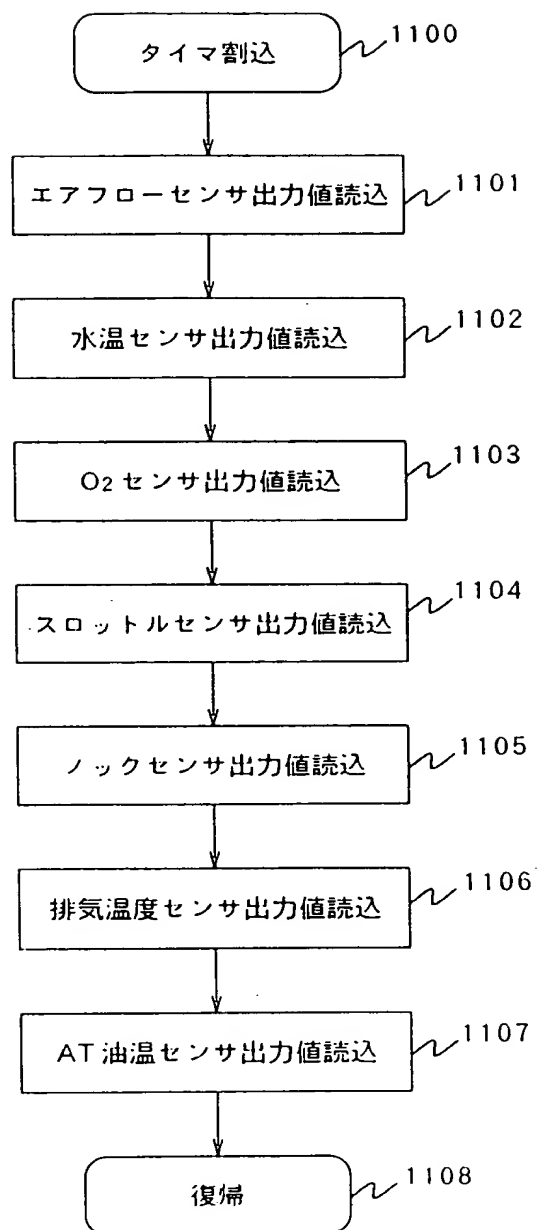 タイマ割込
1100
エアフローセンサ出力値読込
1101
水温センサ出力値読込
1102
O2センサ出力値読込
1103
スロットルセンサ出力値読込
1104
ノックセンサ出力値読込
1105
排気温度センサ出力値読込
1106
AT油温センサ出力値読込
1107
復帰
1108